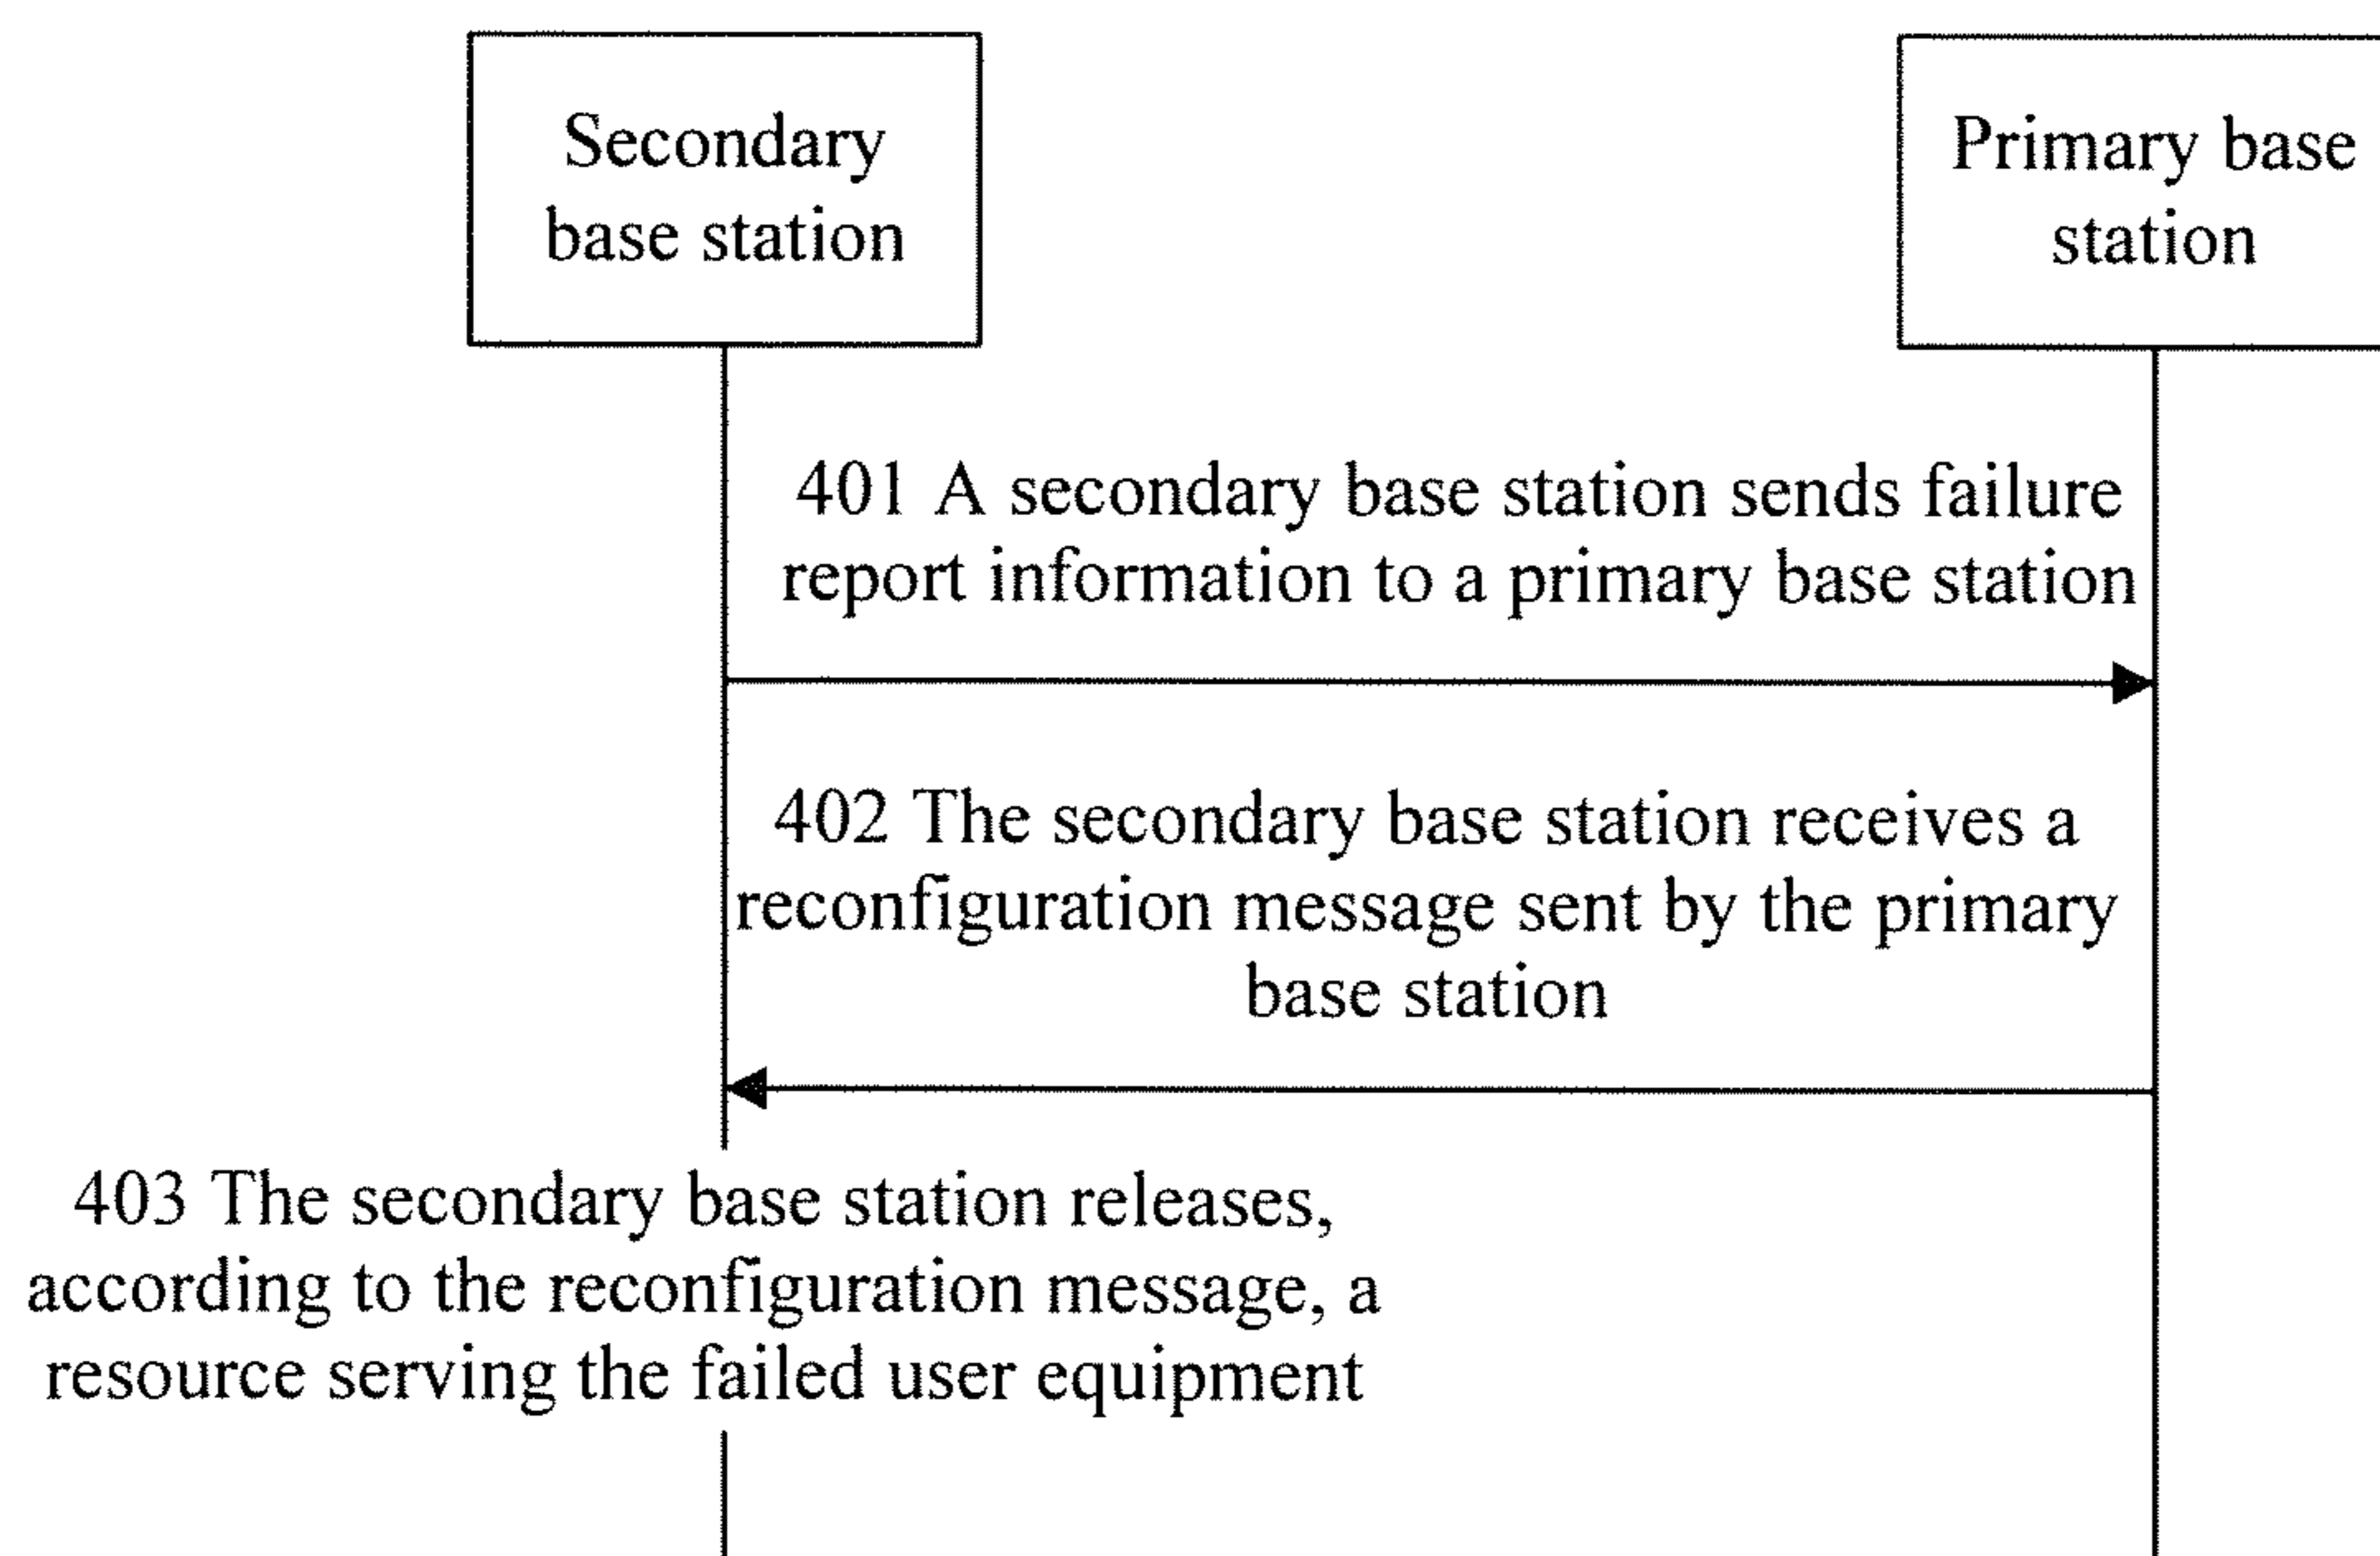 Secondary
base station
Primary base
station
401 A secondary base station sends failure
report information to a primary base station
402 The secondary base station receives a
reconfiguration message sent by the primary
base station
403 The secondary base station releases,
according to the reconfiguration message, a
resource serving the failed user equipment